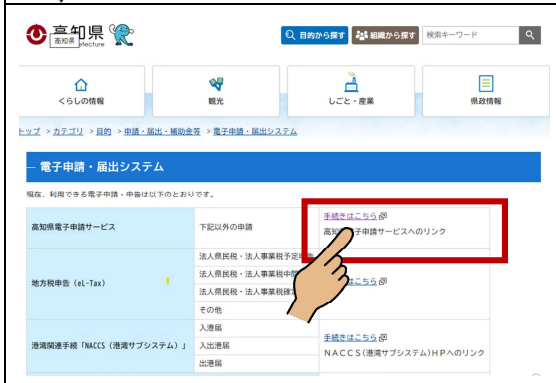 高知県
高知県
efecture
目的から探す
組織から探す
検索キーワード
くらしの情報
観光
しごと・産業
県政情報
トップ > カテゴリ > 目的 > 申請・届出・補助金等 > 電子申請・届出システム
電子申請・届出システム
現在、利用できる電子申請・申告は以下のとおりです。
高知県電子申請サービス
下記以外の申請
手続きはこちら
高知県電子申請サービスへのリンク
地方税申告（eL-Tax）
法人県民税・法人事業税予定申告
法人県民税・法人事業税中間
法人県民税・法人事業税確定
その他
手続きはこちら
港湾関連手続「NACCS（港湾サブシステム）」
入港届
入出港届
出港届
手続きはこちら
NACCS(港湾サブシステム)HPへのリンク